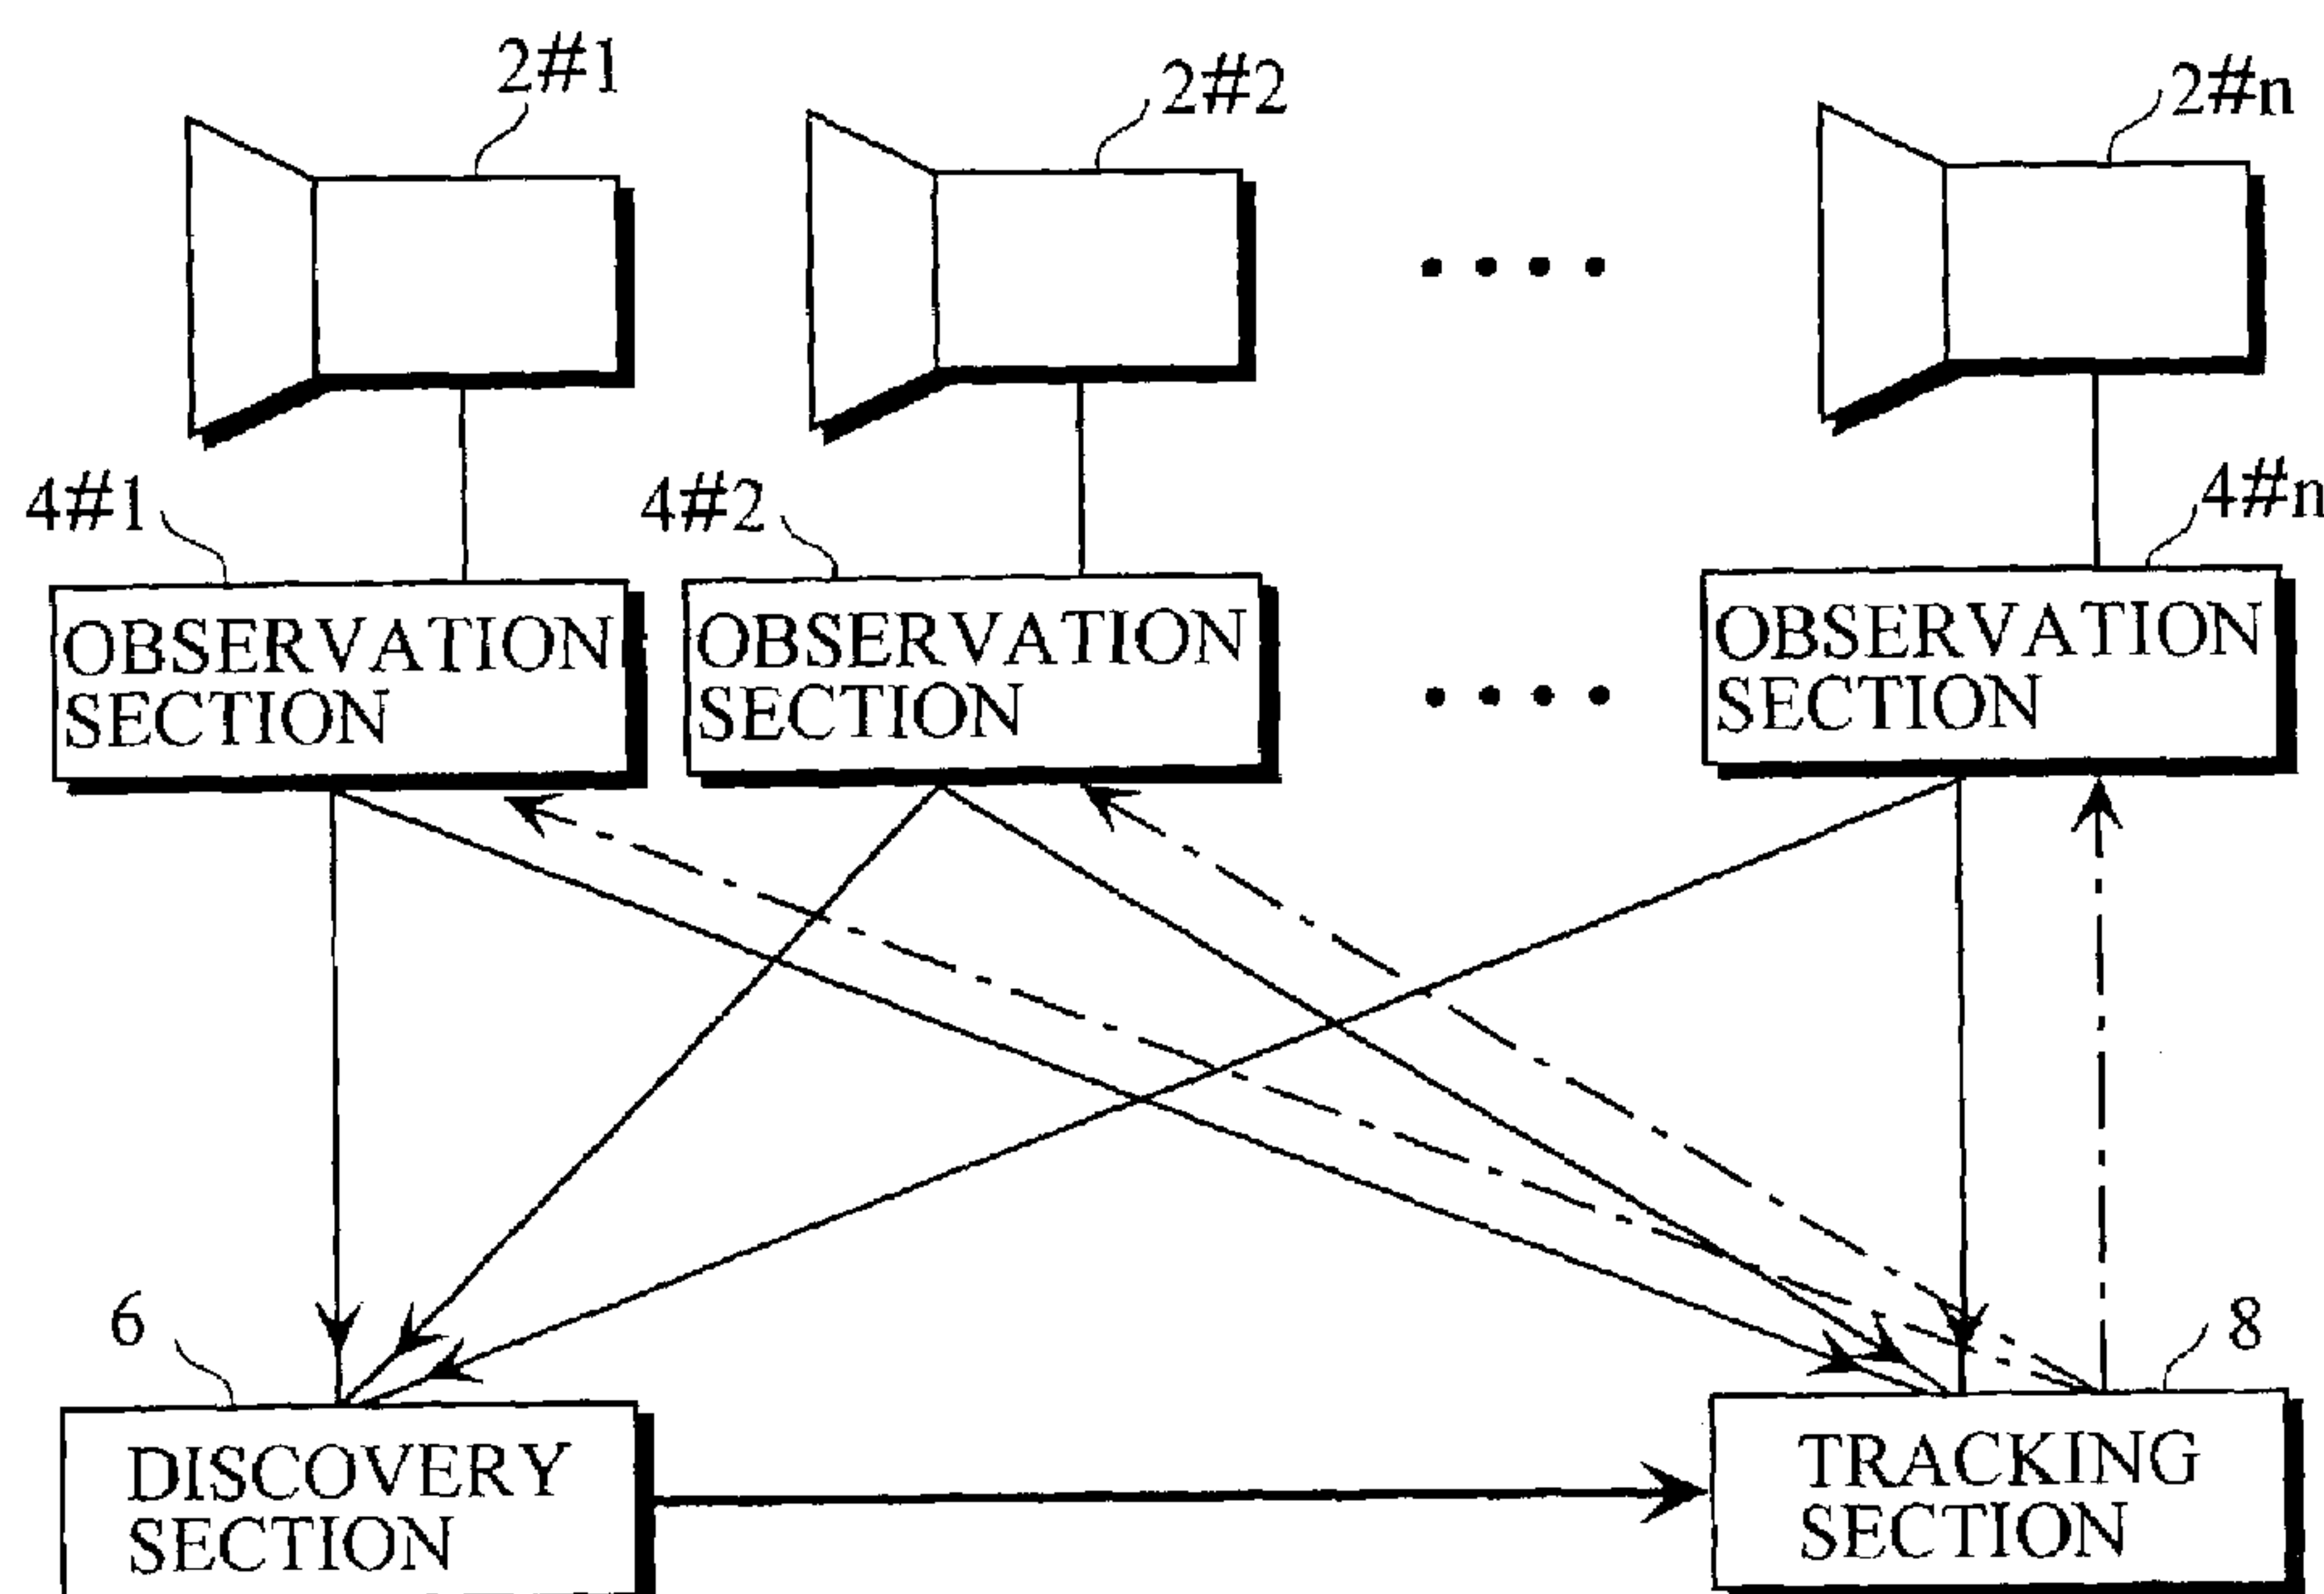 2#1
2#2
2#n
4#1
4#2
4#n
OBSERVATION
SECTION
OBSERVATION
SECTION
OBSERVATION
SECTION
6
8
DISCOVERY
SECTION
TRACKING
SECTION